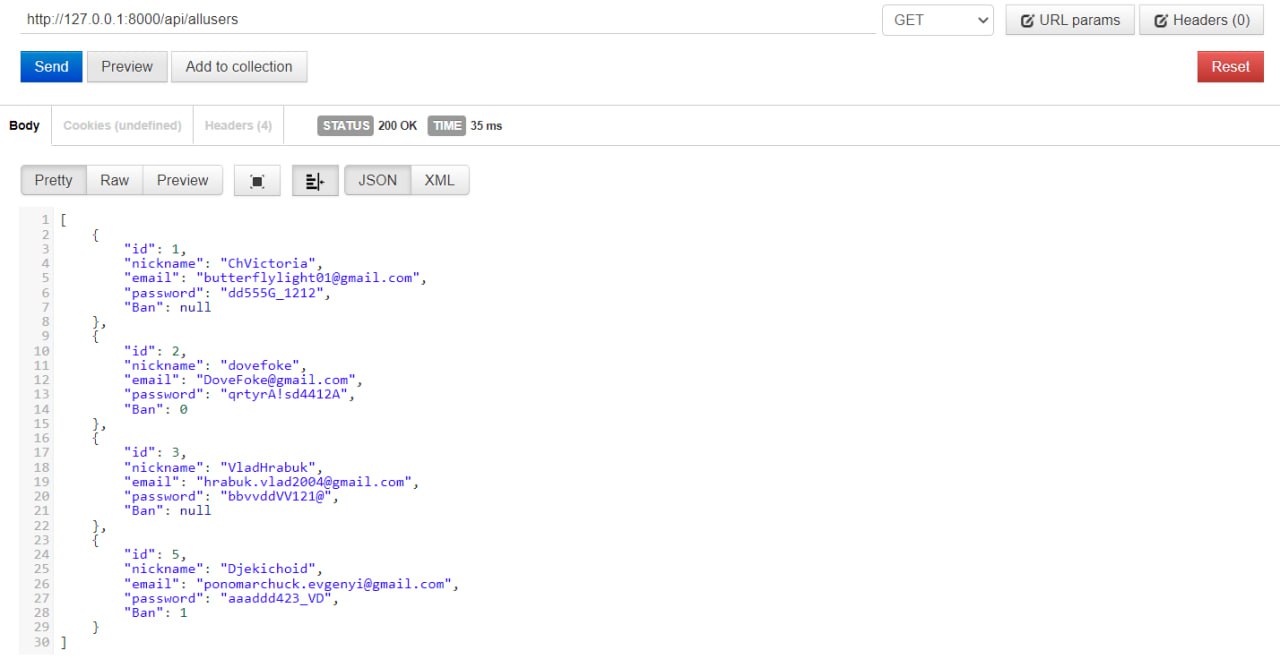 http://127.0.0.1:8000/api/allusers GET URL params Headers (0)
Send Preview Add to collection Reset
Body Cookies (undefined) Headers (4) STATUS 200 OK TIME 35 ms
Pretty Raw Preview JSON XML
1 [
2 {
3 "id": 1,
4 "nickname": "ChVictoria",
5 "email": "butterflylight01@gmail.com",
6 "password": "dd555G_1212",
7 "Ban": null
8 },
9 {
10 "id": 2,
11 "nickname": "dovefoke",
12 "email": "DoveFoke@gmail.com",
13 "password": "qrtyrA!sd4412A",
14 "Ban": 0
15 },
16 {
17 "id": 3,
18 "nickname": "VladHrabuk",
19 "email": "hrabuk.vlad2004@gmail.com",
20 "password": "bbvvddVV121@",
21 "Ban": null
22 },
23 {
24 "id": 5,
25 "nickname": "Djekichoid",
26 "email": "ponomarchuck.evgenyi@gmail.com",
27 "password": "aaaddd423_VD",
28 "Ban": 1
29 }
30 ]